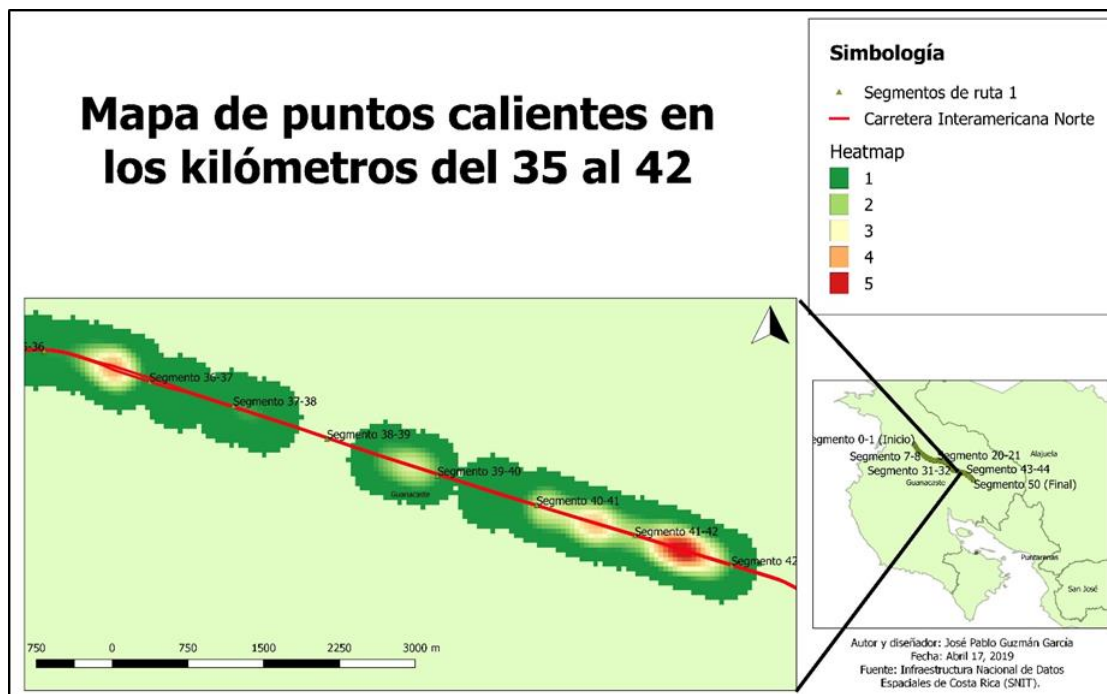 Mapa de puntos calientes en
los kilómetros del 35 al 42
Simbología
Segmentos de ruta 1
Carretera Interamericana Norte
Heatmap
1
2
3
4
5
5-36
Segmento 36-37
Segmento 37-38
Segmento 38-39
Segmento 39-40
Guanacaste
Segmento 40-41
Segmento 41-42
Segmento 42
750 0 750 1500 2250 3000 m
egmento 0-1 (Inicio)
Segmento 7-8
Segmento 20-21
Alajuela
Segmento 31-32
Segmento 43-44
Guanacaste
Segmento 50 (Final)
Puntarenas
San José
Autor y diseñador: José Pablo Guzmán García
Fecha: Abril 17, 2019
Fuente: Infraestructura Nacional de Datos
Espaciales de Costa Rica (SNIT).